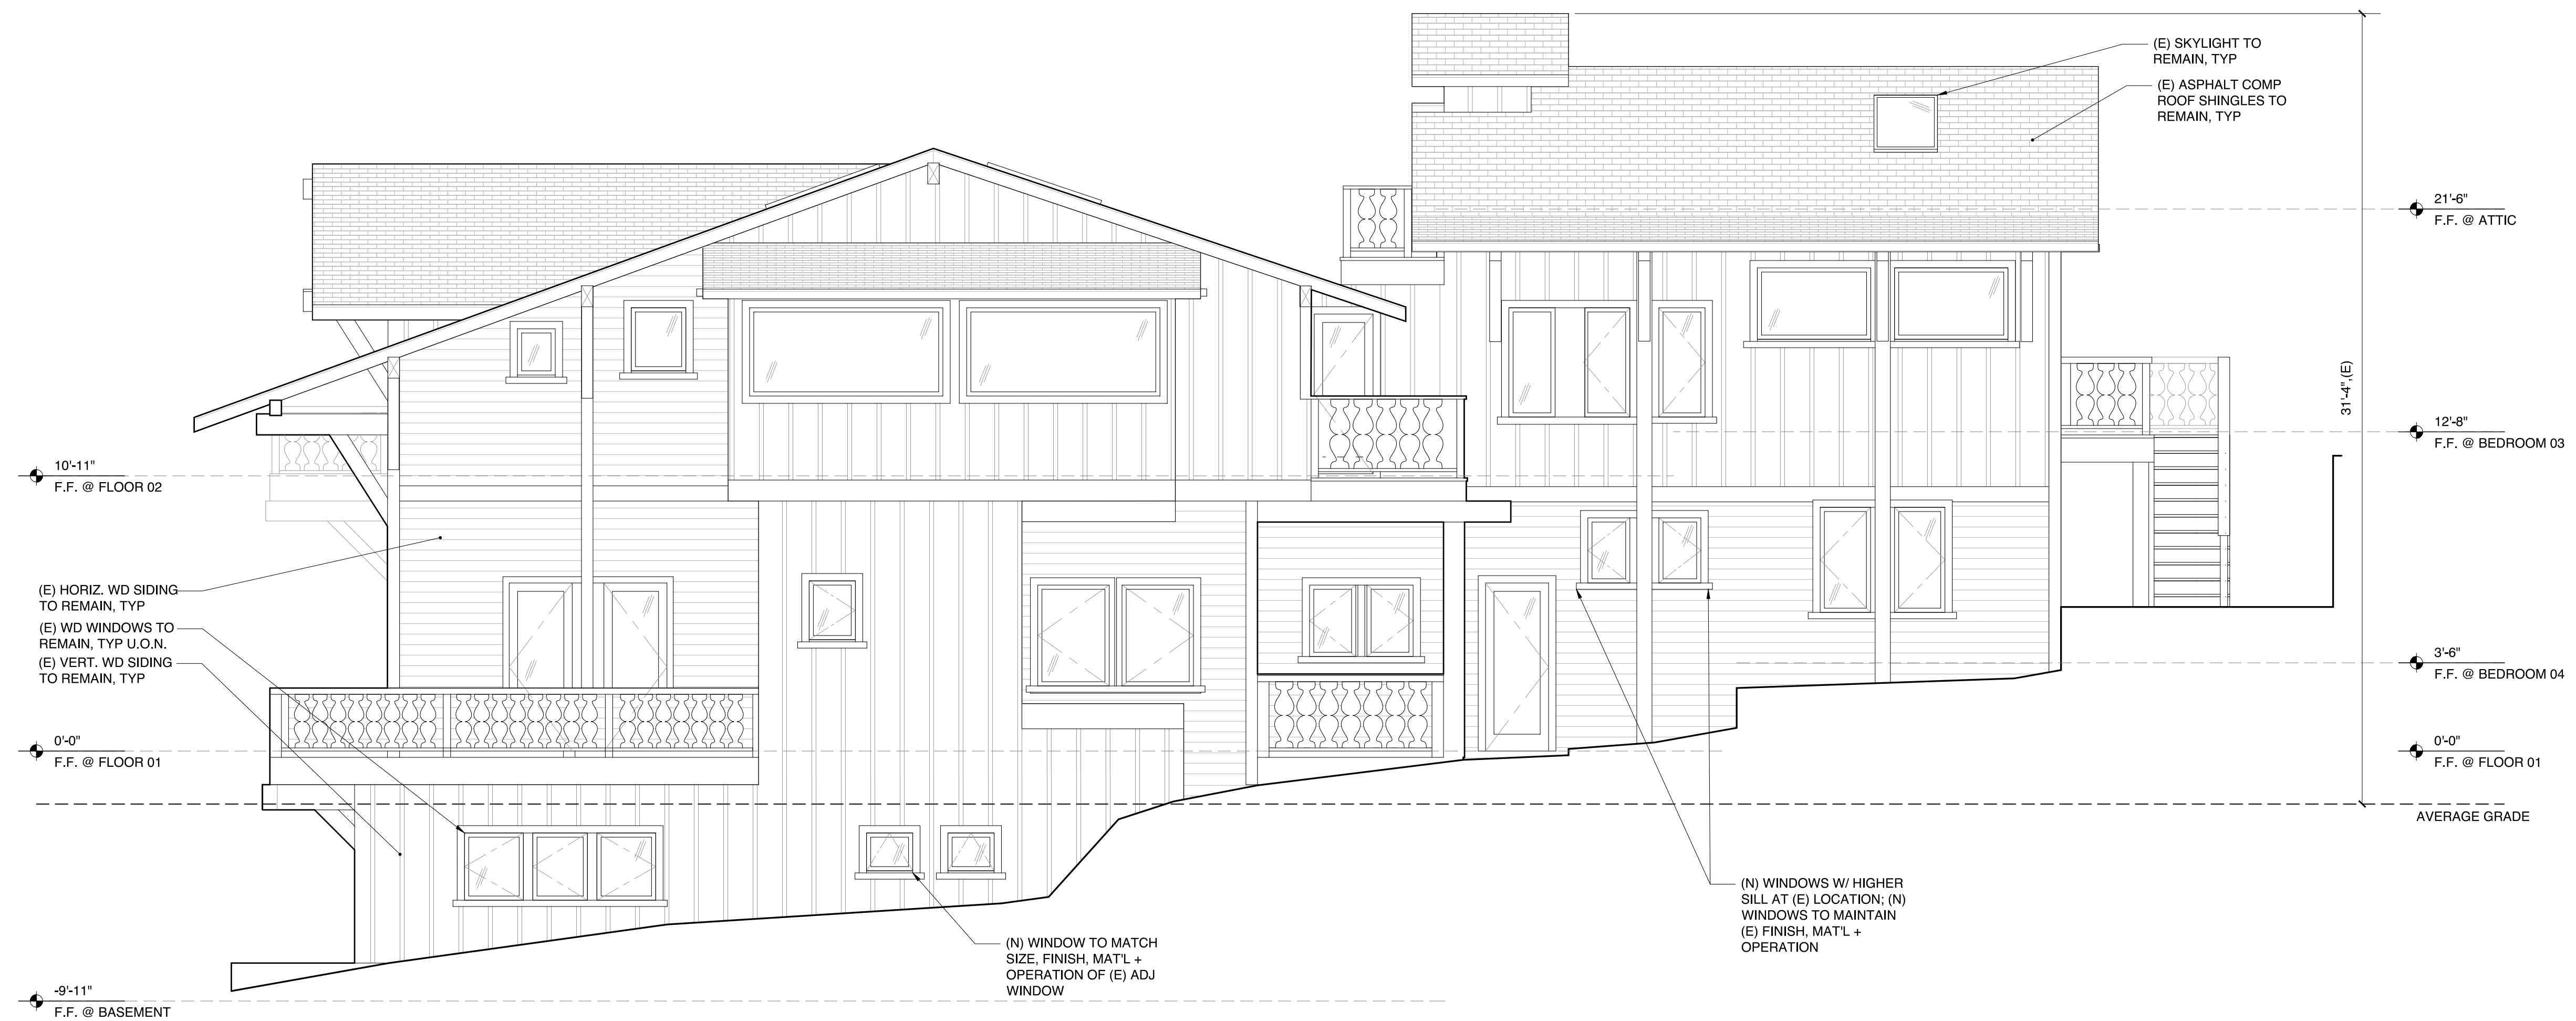 (E) SKYLIGHT TO
REMAIN, TYP
(E) ASPHALT COMP
ROOF SHINGLES TO
REMAIN, TYP
21'-6"
F.F. @ ATTIC
31'-4",(E)
12'-8"
F.F. @ BEDROOM 03
10'-11"
F.F. @ FLOOR 02
(E) HORIZ. WD SIDING
TO REMAIN, TYP
(E) WD WINDOWS TO
REMAIN, TYP U.O.N.
(E) VERT. WD SIDING
TO REMAIN, TYP
3'-6"
F.F. @ BEDROOM 04
0'-0"
F.F. @ FLOOR 01
0'-0"
F.F. @ FLOOR 01
AVERAGE GRADE
(N) WINDOWS W/ HIGHER
SILL AT (E) LOCATION; (N)
WINDOWS TO MAINTAIN
(E) FINISH, MAT'L +
OPERATION
(N) WINDOW TO MATCH
SIZE, FINISH, MAT'L +
OPERATION OF (E) ADJ
WINDOW
-9'-11"
F.F. @ BASEMENT